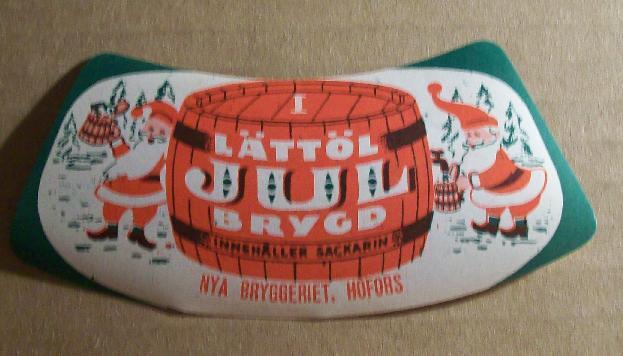 I
LÄTTÖL
JUL
BRYGD
INNEHÅLLER SACKARIN
NYA BRYGGERIET, HOFORS